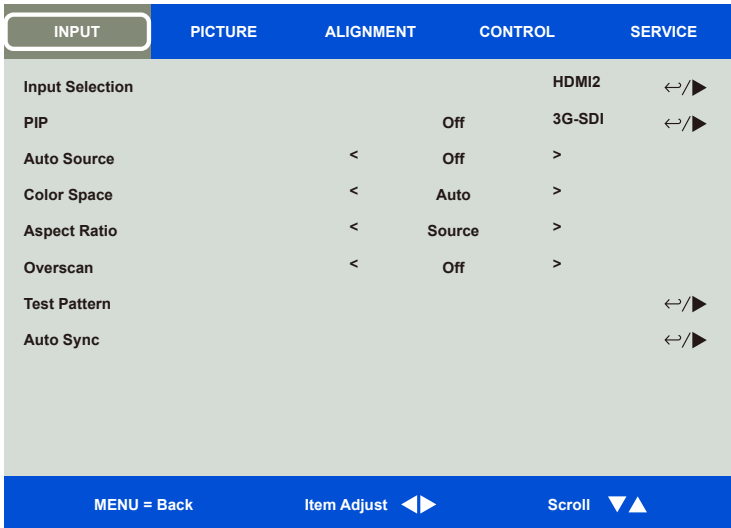 INPUT PICTURE ALIGNMENT CONTROL SERVICE
Input Selection HDMI2 ↩/▶
PIP Off 3G-SDI ↩/▶
Auto Source < Off >
Color Space < Auto >
Aspect Ratio < Source >
Overscan < Off >
Test Pattern ↩/▶
Auto Sync ↩/▶
MENU = Back Item Adjust ◀▶ Scroll ▼▲